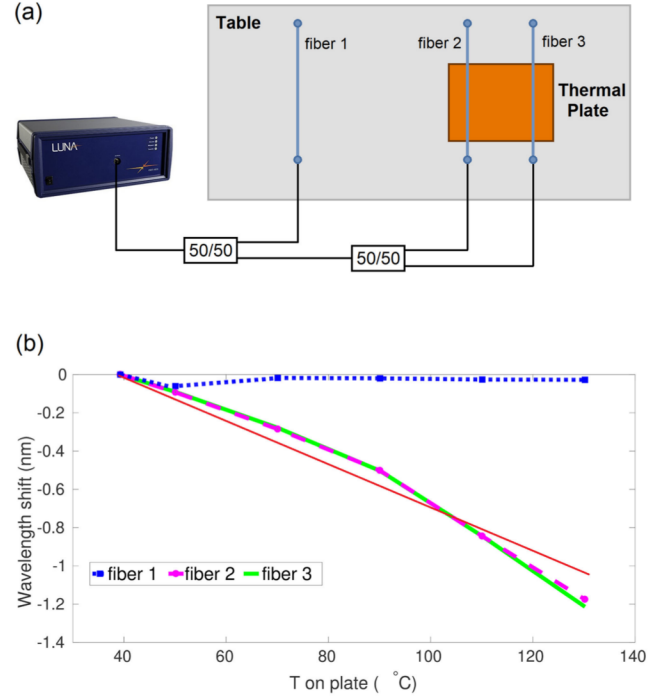 (a)
Table
fiber 1
fiber 2
fiber 3
Thermal
Plate
LUNA
50/50
50/50
(b)
0
-0.2
-0.4
-0.6
-0.8
-1
-1.2
-1.4
Wavelength shift (nm)
fiber 1 fiber 2 fiber 3
40 60 80 100 120 140
T on plate ( °C)